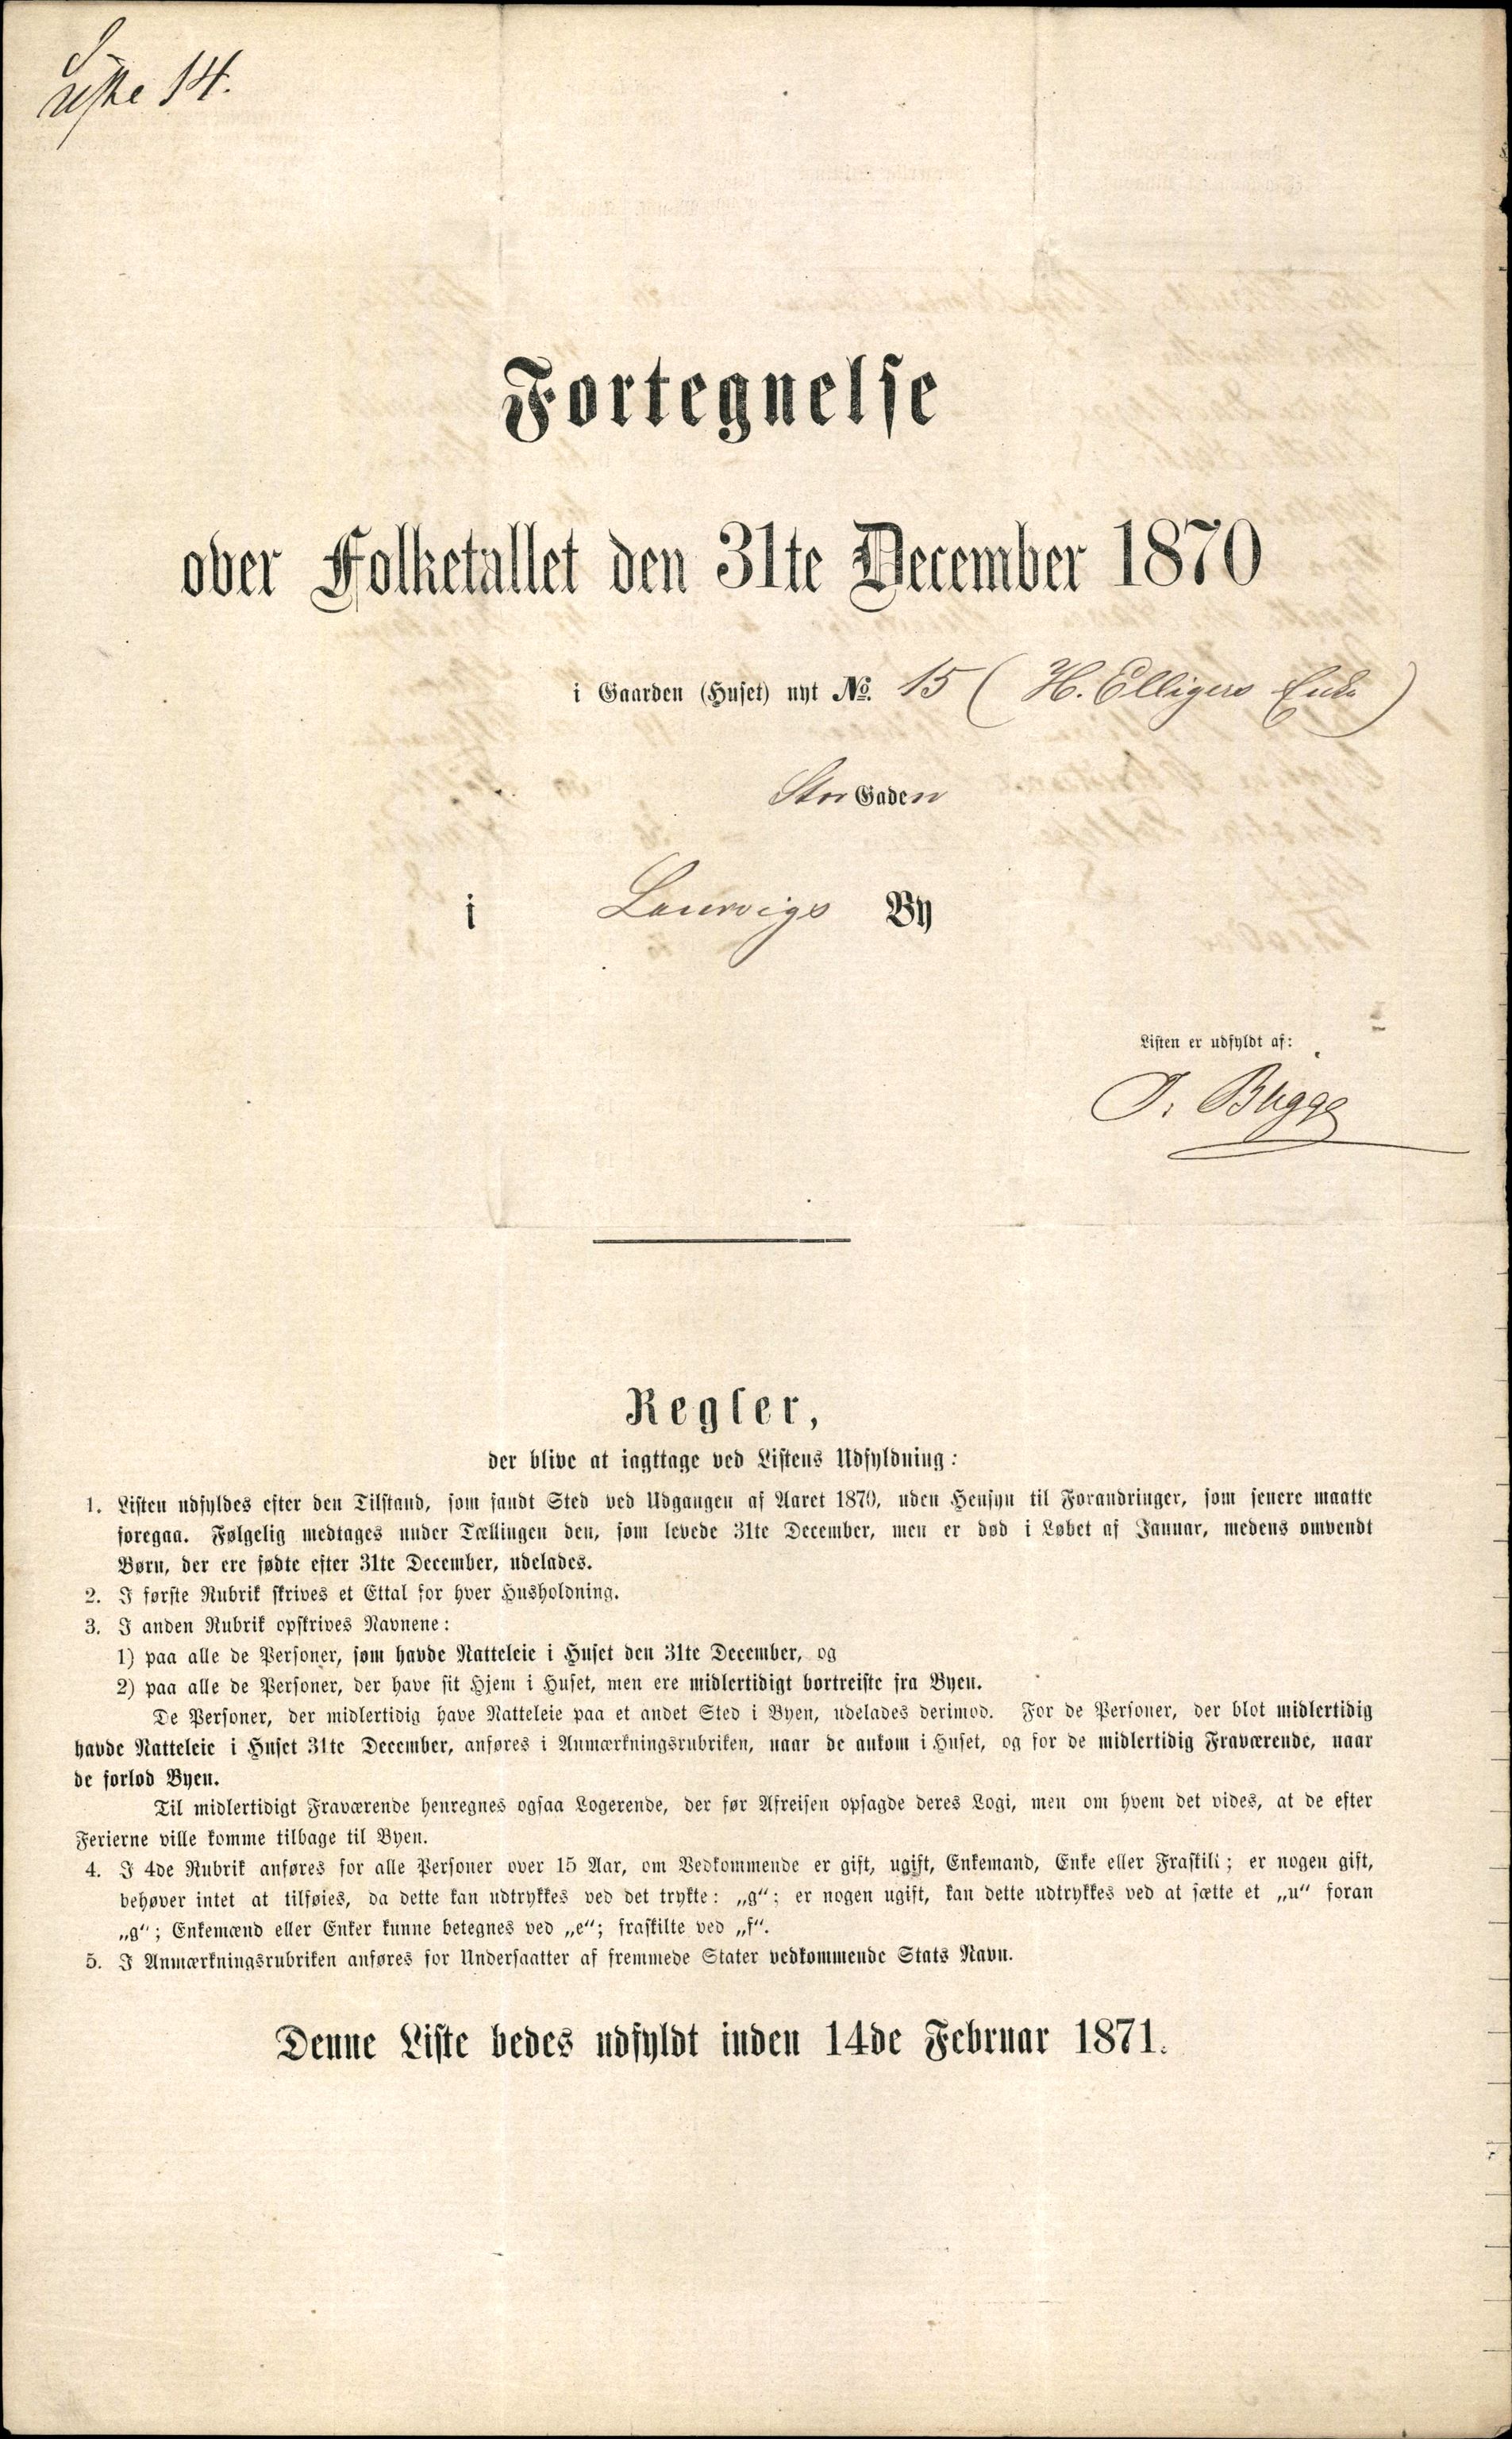 Liste 14.
Fortegnelse
over Folketallet den 31te December 1870
i Gaarden (Huset) nyt No. 15 ( H. Elligers Enke )
Stor Gaden
i Laurvigs By
Listen er udfyldt af:
J. Bugge
Regler,
der blive at iagttage ved Listens Udfyldning:
1. Listen udfyldes efter den Tilstand, som fandt Sted ved Udgangen af Aaret 1870, uden Hensyn til Forandringer, som senere maatte
foregaa. Følgelig medtages under Tællingen den, som levede 31te December, men er død i Løbet af Januar, medens omvendt
Børn, der ere fødte efter 31te December, udelades.
2. I første Rubrik skrives et Ettal for hver Husholdning.
3. I anden Rubrik opskrives Navnene:
1) paa alle de Personer, som havde Natteleie i Huset den 31te December, og
2) paa alle de Personer, der have sit Hjem i Huset, men ere midlertidigt bortreiste fra Byen.
De Personer, der midlertidig have Natteleie paa et andet Sted i Byen, udelades derimod. For de Personer, der blot midlertidig
havde Natteleie i Huset 31te December, anføres i Anmærkningsrubriken, naar de ankom i Huset, og for de midlertidig Fraværende, naar
de forlod Byen.
Til midlertidigt Fraværende henregnes ogsaa Logerende, der før Afreisen opsagde deres Logi, men om hvem det vides, at de efter
Ferierne ville komme tilbage til Byen.
4. I 4de Rubrik anføres for alle Personer over 15 Aar, om Vedkommende er gift, ugift, Enkemand, Enke eller Fraskilt; er nogen gift,
behøver intet at tilføies, da dette kan udtrykkes ved det trykte: „g“; er nogen ugift, kan dette udtrykkes ved at sætte et „u“ foran
„g“; Enkemænd eller Enker kunne betegnes ved „e“; fraskilte ved „f“.
5. I Anmærkningsrubriken anføres for Undersaatter af fremmede Stater vedkommende Stats Navn.
Denne Liste bedes udfyldt inden 14de Februar 1871.